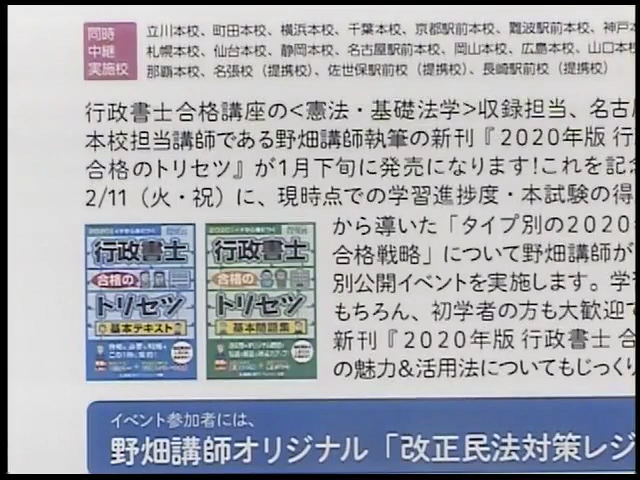 同時
中継
実施校
立川本校、町田本校、横浜本校、千葉本校、京都駅前本校、難波駅前本校、神戸本
札幌本校、仙台本校、静岡本校、名古屋駅前本校、岡山本校、広島本校、山口本校
那覇本校、名張校（提携校）、佐世保駅前校（提携校）、長崎駅前校（提携校）
行政書士合格講座の<憲法・基礎法学>収録担当、名古
本校担当講師である野畑講師執筆の新刊『2020年版 行
合格のトリセツ』が1月下旬に発売になります!これを記念
2/11（火・祝）に、現時点での学習進捗度・本試験の得
から導いた「タイプ別の2020
合格戦略」について野畑講師が
別公開イベントを実施します。学
もちろん、初学者の方も大歓迎で
新刊『2020年版 行政書士 合
の魅力&活用法についてもじっくり
行政書士
合格の
トリセツ
基本テキスト
行政書士
合格の
トリセツ
基本問題集
イベント参加者には、
野畑講師オリジナル「改正民法対策レジ